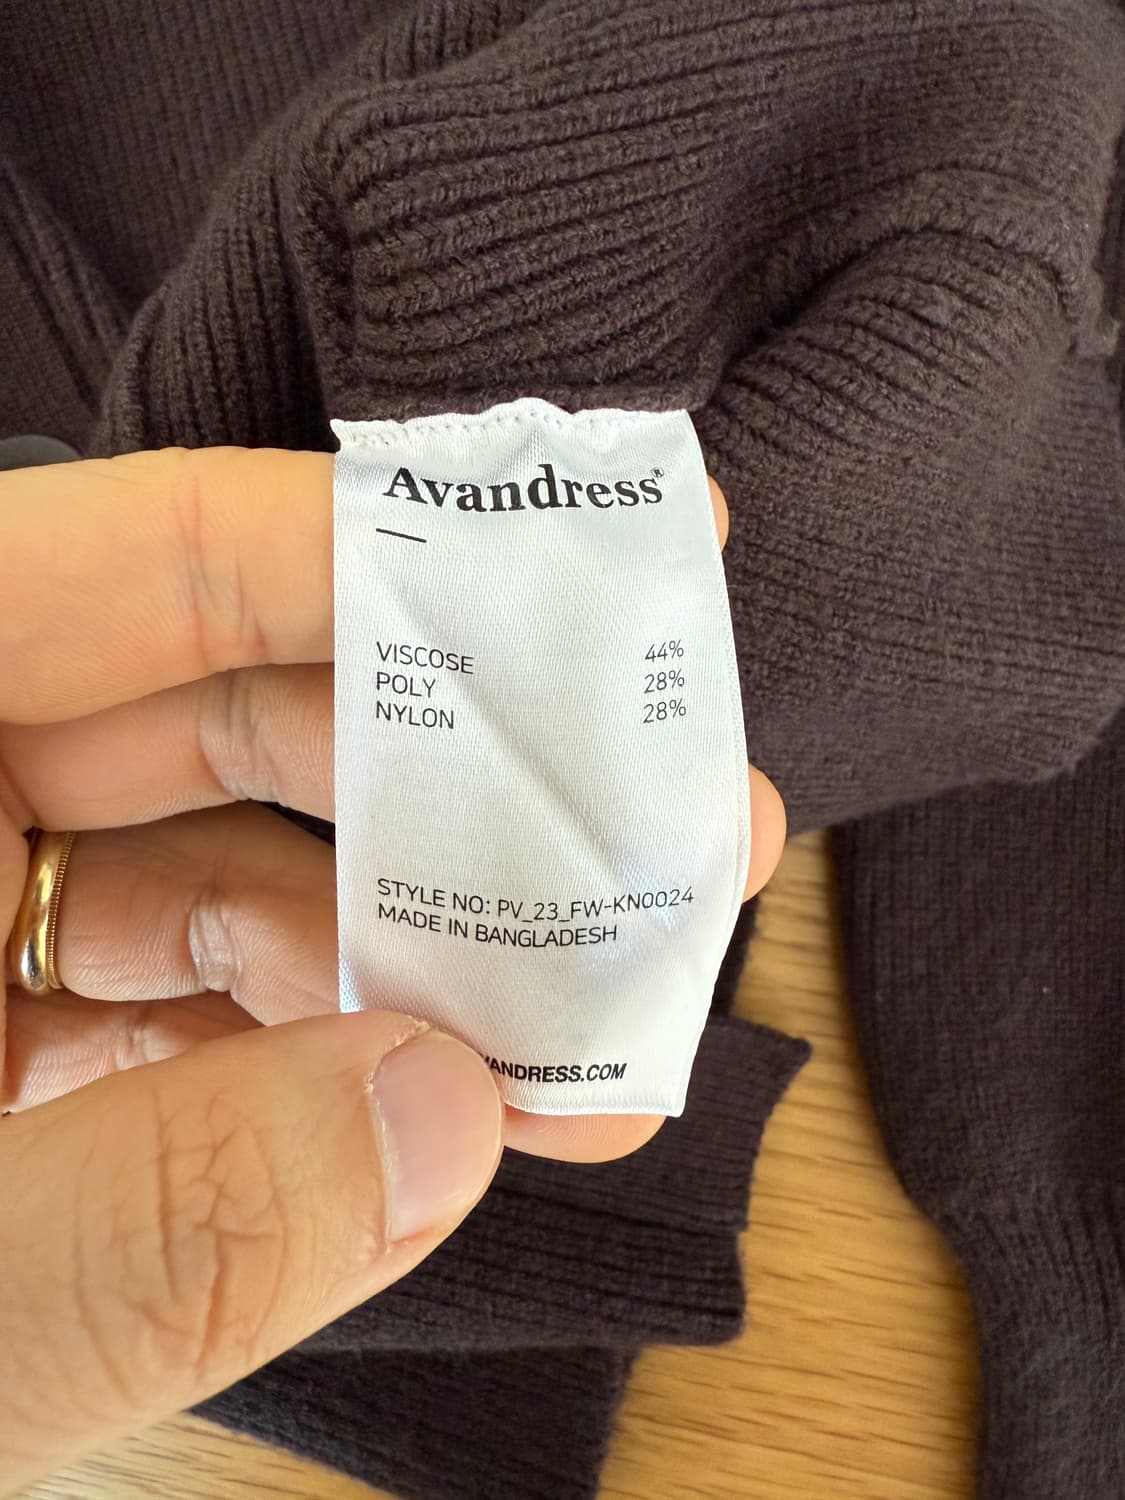 Avandress®
VISCOSE 44%
POLY 28%
NYLON 28%
STYLE NO: PV_23_FW-KN0024
MADE IN BANGLADESH
VANDRESS.COM